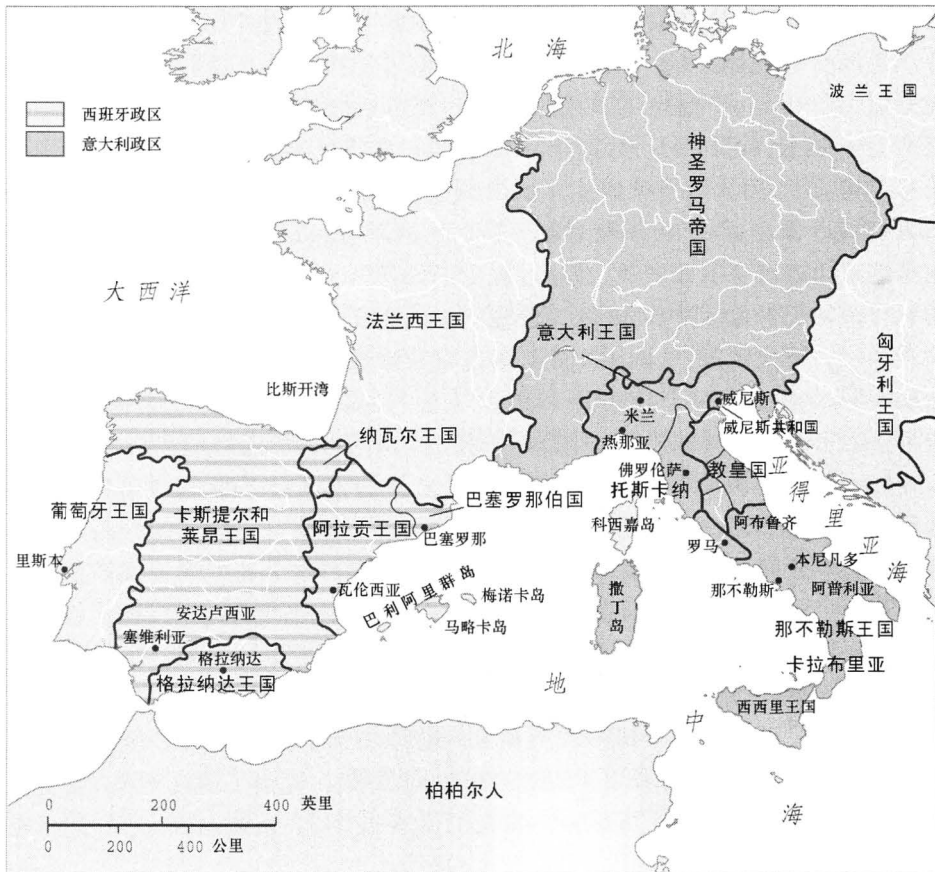 北海
波兰王国
西班牙政区
意大利政区
神圣罗马帝国
大西洋
法兰西王国
意大利王国
匈牙利王国
比斯开湾
米兰
威尼斯
威尼斯共和国
热那亚
纳瓦尔王国
佛罗伦萨
教皇国
亚得里亚海
托斯卡纳
葡萄牙王国
卡斯提尔和
莱昂王国
阿拉贡王国
巴塞罗那伯国
巴塞罗那
科西嘉岛
阿布鲁齐
罗马
里斯本
本尼凡多
瓦伦西亚
巴利阿里群岛
梅诺卡岛
马略卡岛
撒丁岛
那不勒斯
阿普利亚
安达卢西亚
塞维利亚
那不勒斯王国
格拉纳达
卡拉布里亚
格拉纳达王国
西西里王国
地中海
柏柏尔人
0 200 400 英里
0 200 400 公里